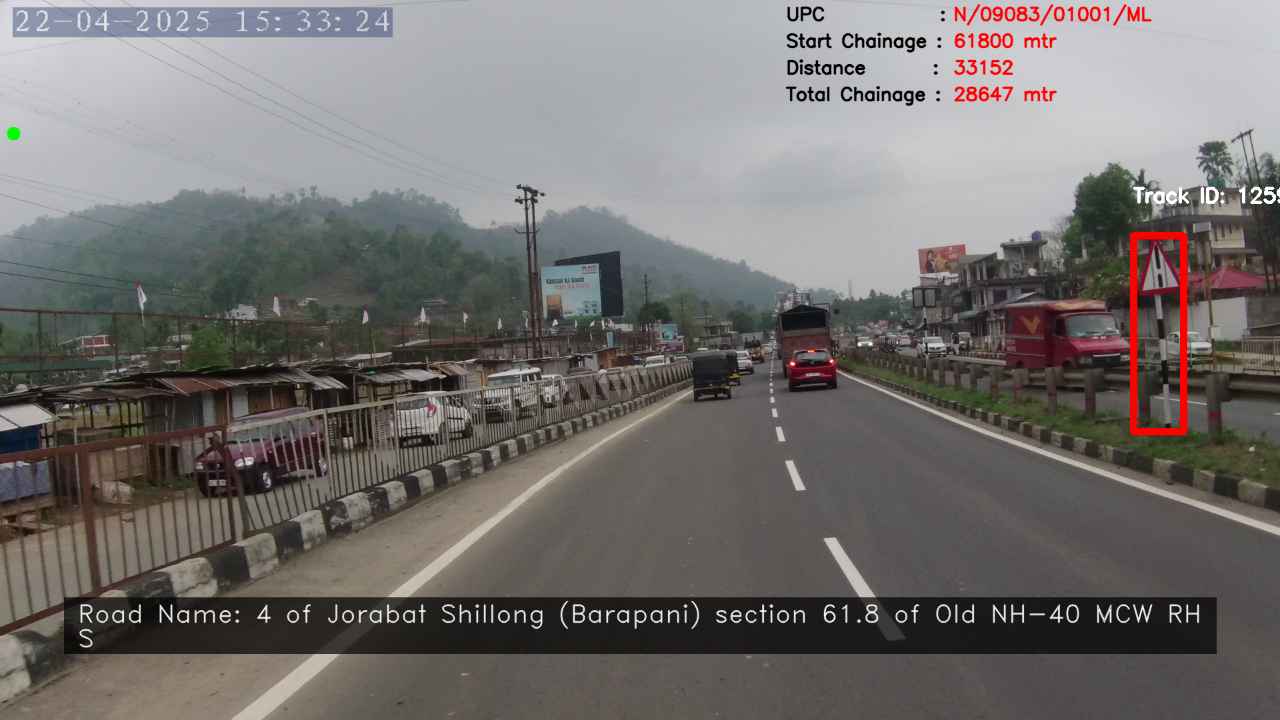 22-04-2025 15:33:24
UPC : N/09083/01001/ML
Start Chainage : 61800 mtr
Distance : 33152
Total Chainage : 28647 mtr
Track ID: 1259
Road Name: 4 of Jorabat Shillong (Barapani) section 61.8 of Old NH-40 MCW RH
S